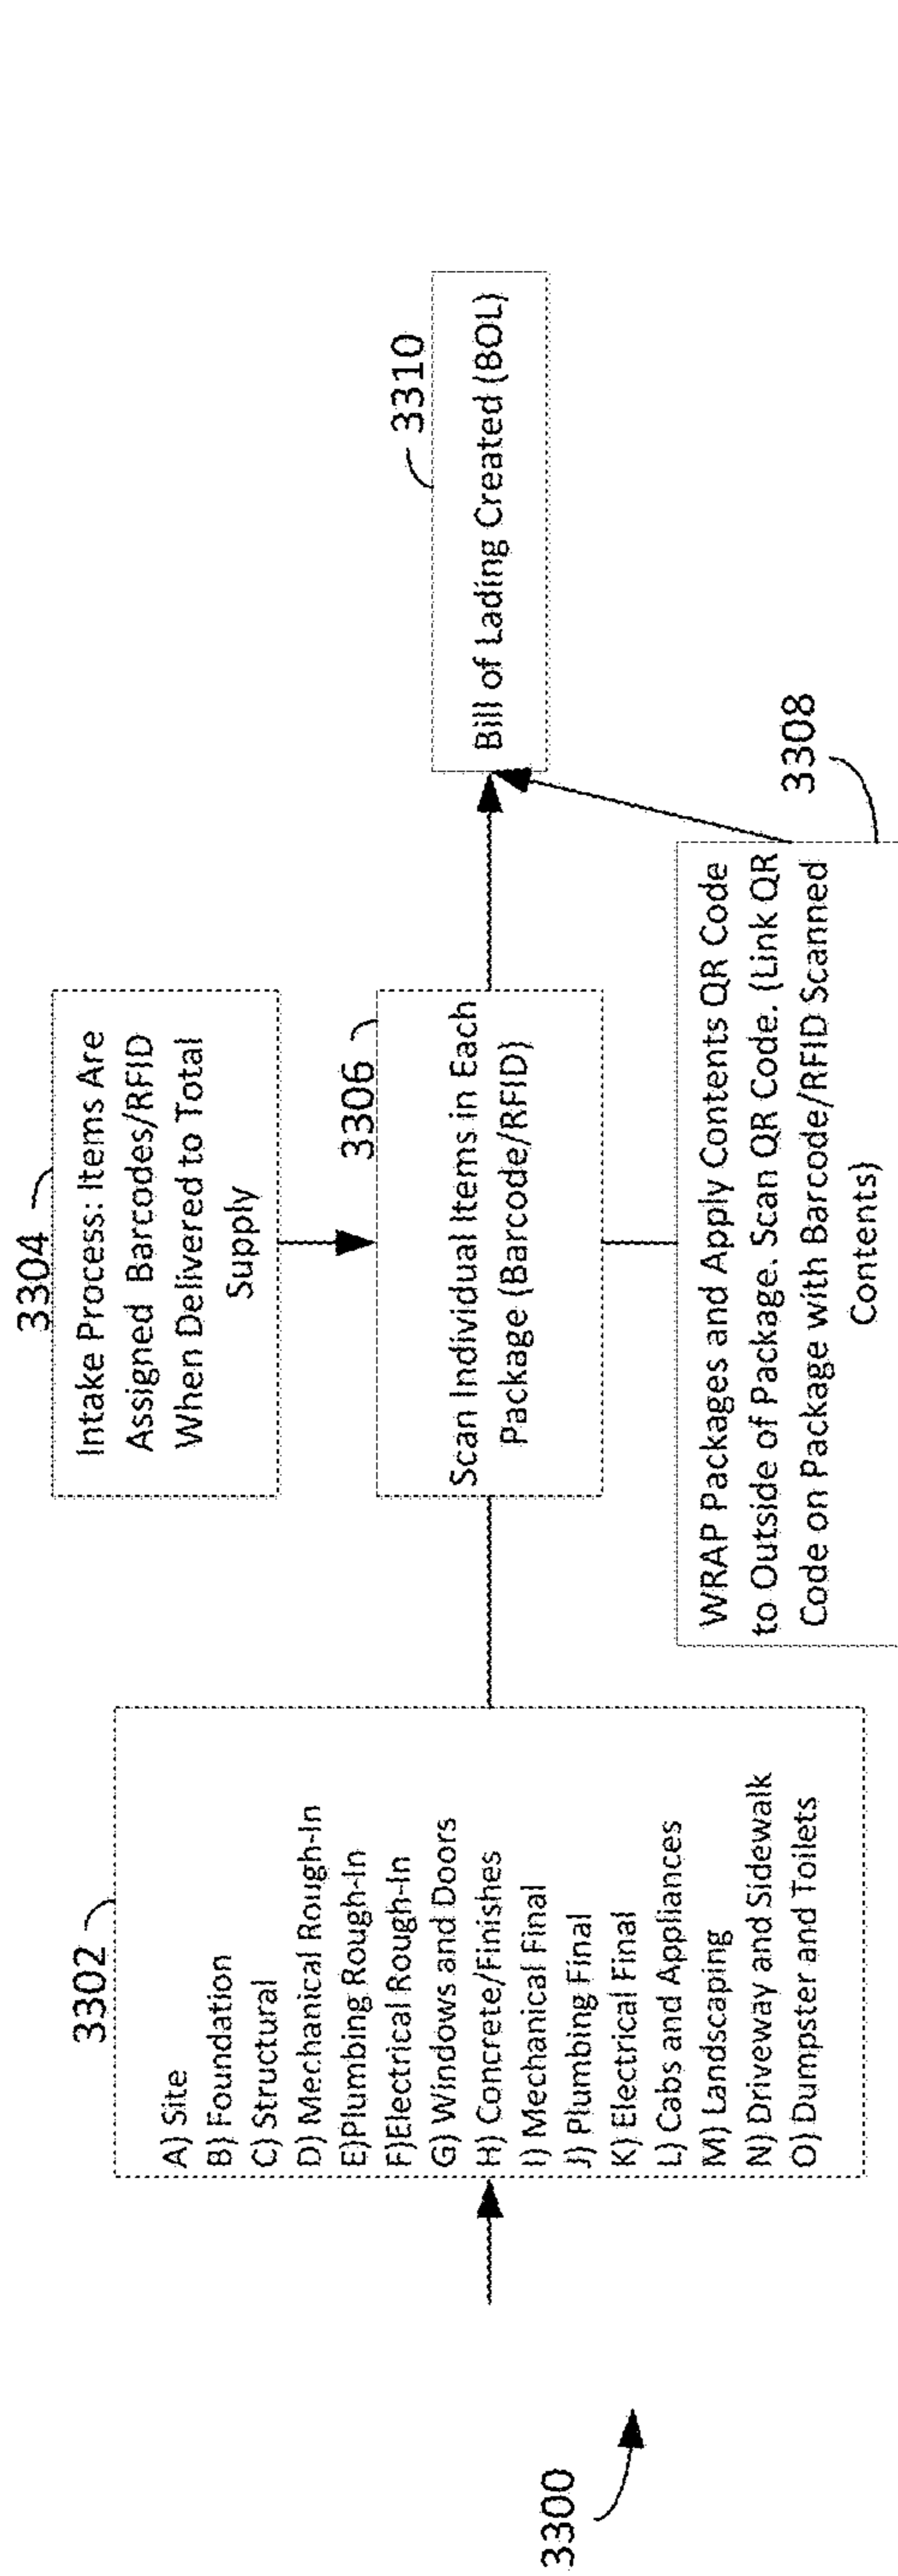 3300
3302
A) Site
B) Foundation
C) Structural
D) Mechanical Rough-In
E)Plumbing Rough-In
F)Electrical Rough-In
G) Windows and Doors
H) Concrete/Finishes
I) Mechanical Final
J) Plumbing Final
K) Electrical Final
L) Cabs and Appliances
M) Landscaping
N) Driveway and Sidewalk
O) Dumpster and Toilets
3304
Intake Process: Items Are
Assigned Barcodes/RFID
When Delivered to Total
Supply
3306
Scan Individual Items in Each
Package (Barcode/RFID)
3308
WRAP Packages and Apply Contents QR Code
to Outside of Package. Scan QR Code. (Link QR
Code on Package with Barcode/RFID Scanned
Contents)
3310
Bill of Lading Created (BOL)